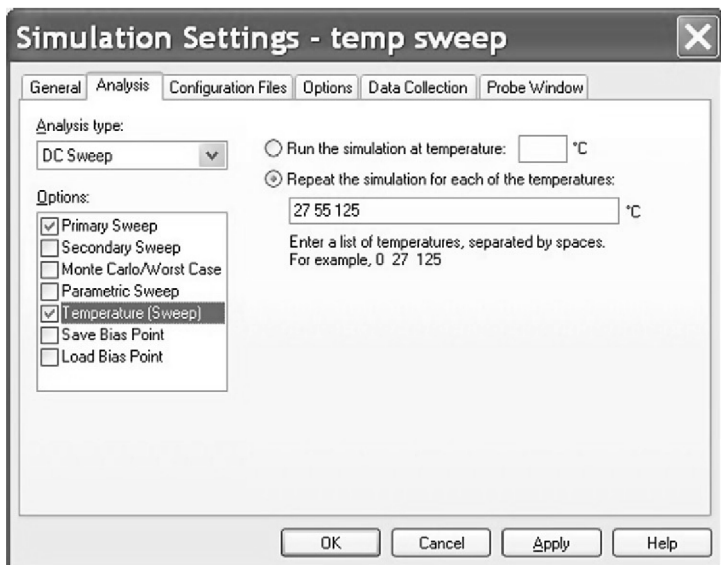 Simulation Settings - temp sweep
General Analysis Configuration Files Options Data Collection Probe Window
Analysis type:
DC Sweep
Options:
Primary Sweep
Secondary Sweep
Monte Carlo/Worst Case
Parametric Sweep
Temperature (Sweep)
Save Bias Point
Load Bias Point
Run the simulation at temperature: °C
Repeat the simulation for each of the temperatures:
27 55 125 °C
Enter a list of temperatures, separated by spaces.
For example, 0 27 125
OK Cancel Apply Help